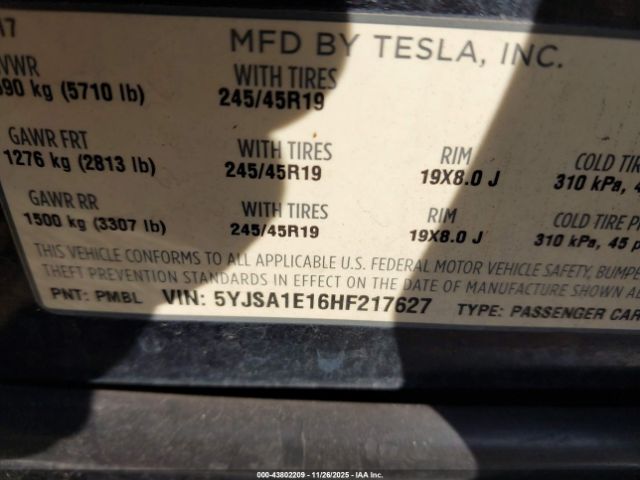 MFD BY TESLA, INC.
WITH TIRES
kg (5710 lb) 245/45R19
GAWR FRT WITH TIRES RIM COLD TIRE
1276 kg (2813 lb) 245/45R19 19X8.0 J 310 kPa,
GAWR RR WITH TIRES RIM COLD TIRE
1500 kg (3307 lb) 245/45R19 19X8.0 J 310 kPa, 45
THIS VEHICLE CONFORMS TO ALL APPLICABLE U.S. FEDERAL MOTOR VEHICLE SAFETY,
THEFT PREVENTION STANDARDS IN EFFECT ON THE DATE OF MANUFACTURE SHOWN
PNT: PMBL VIN: 5YJSA1E16HF217627 TYPE: PASSENGER CAR
000-43802209 - 11/26/2025 - IAA Inc.